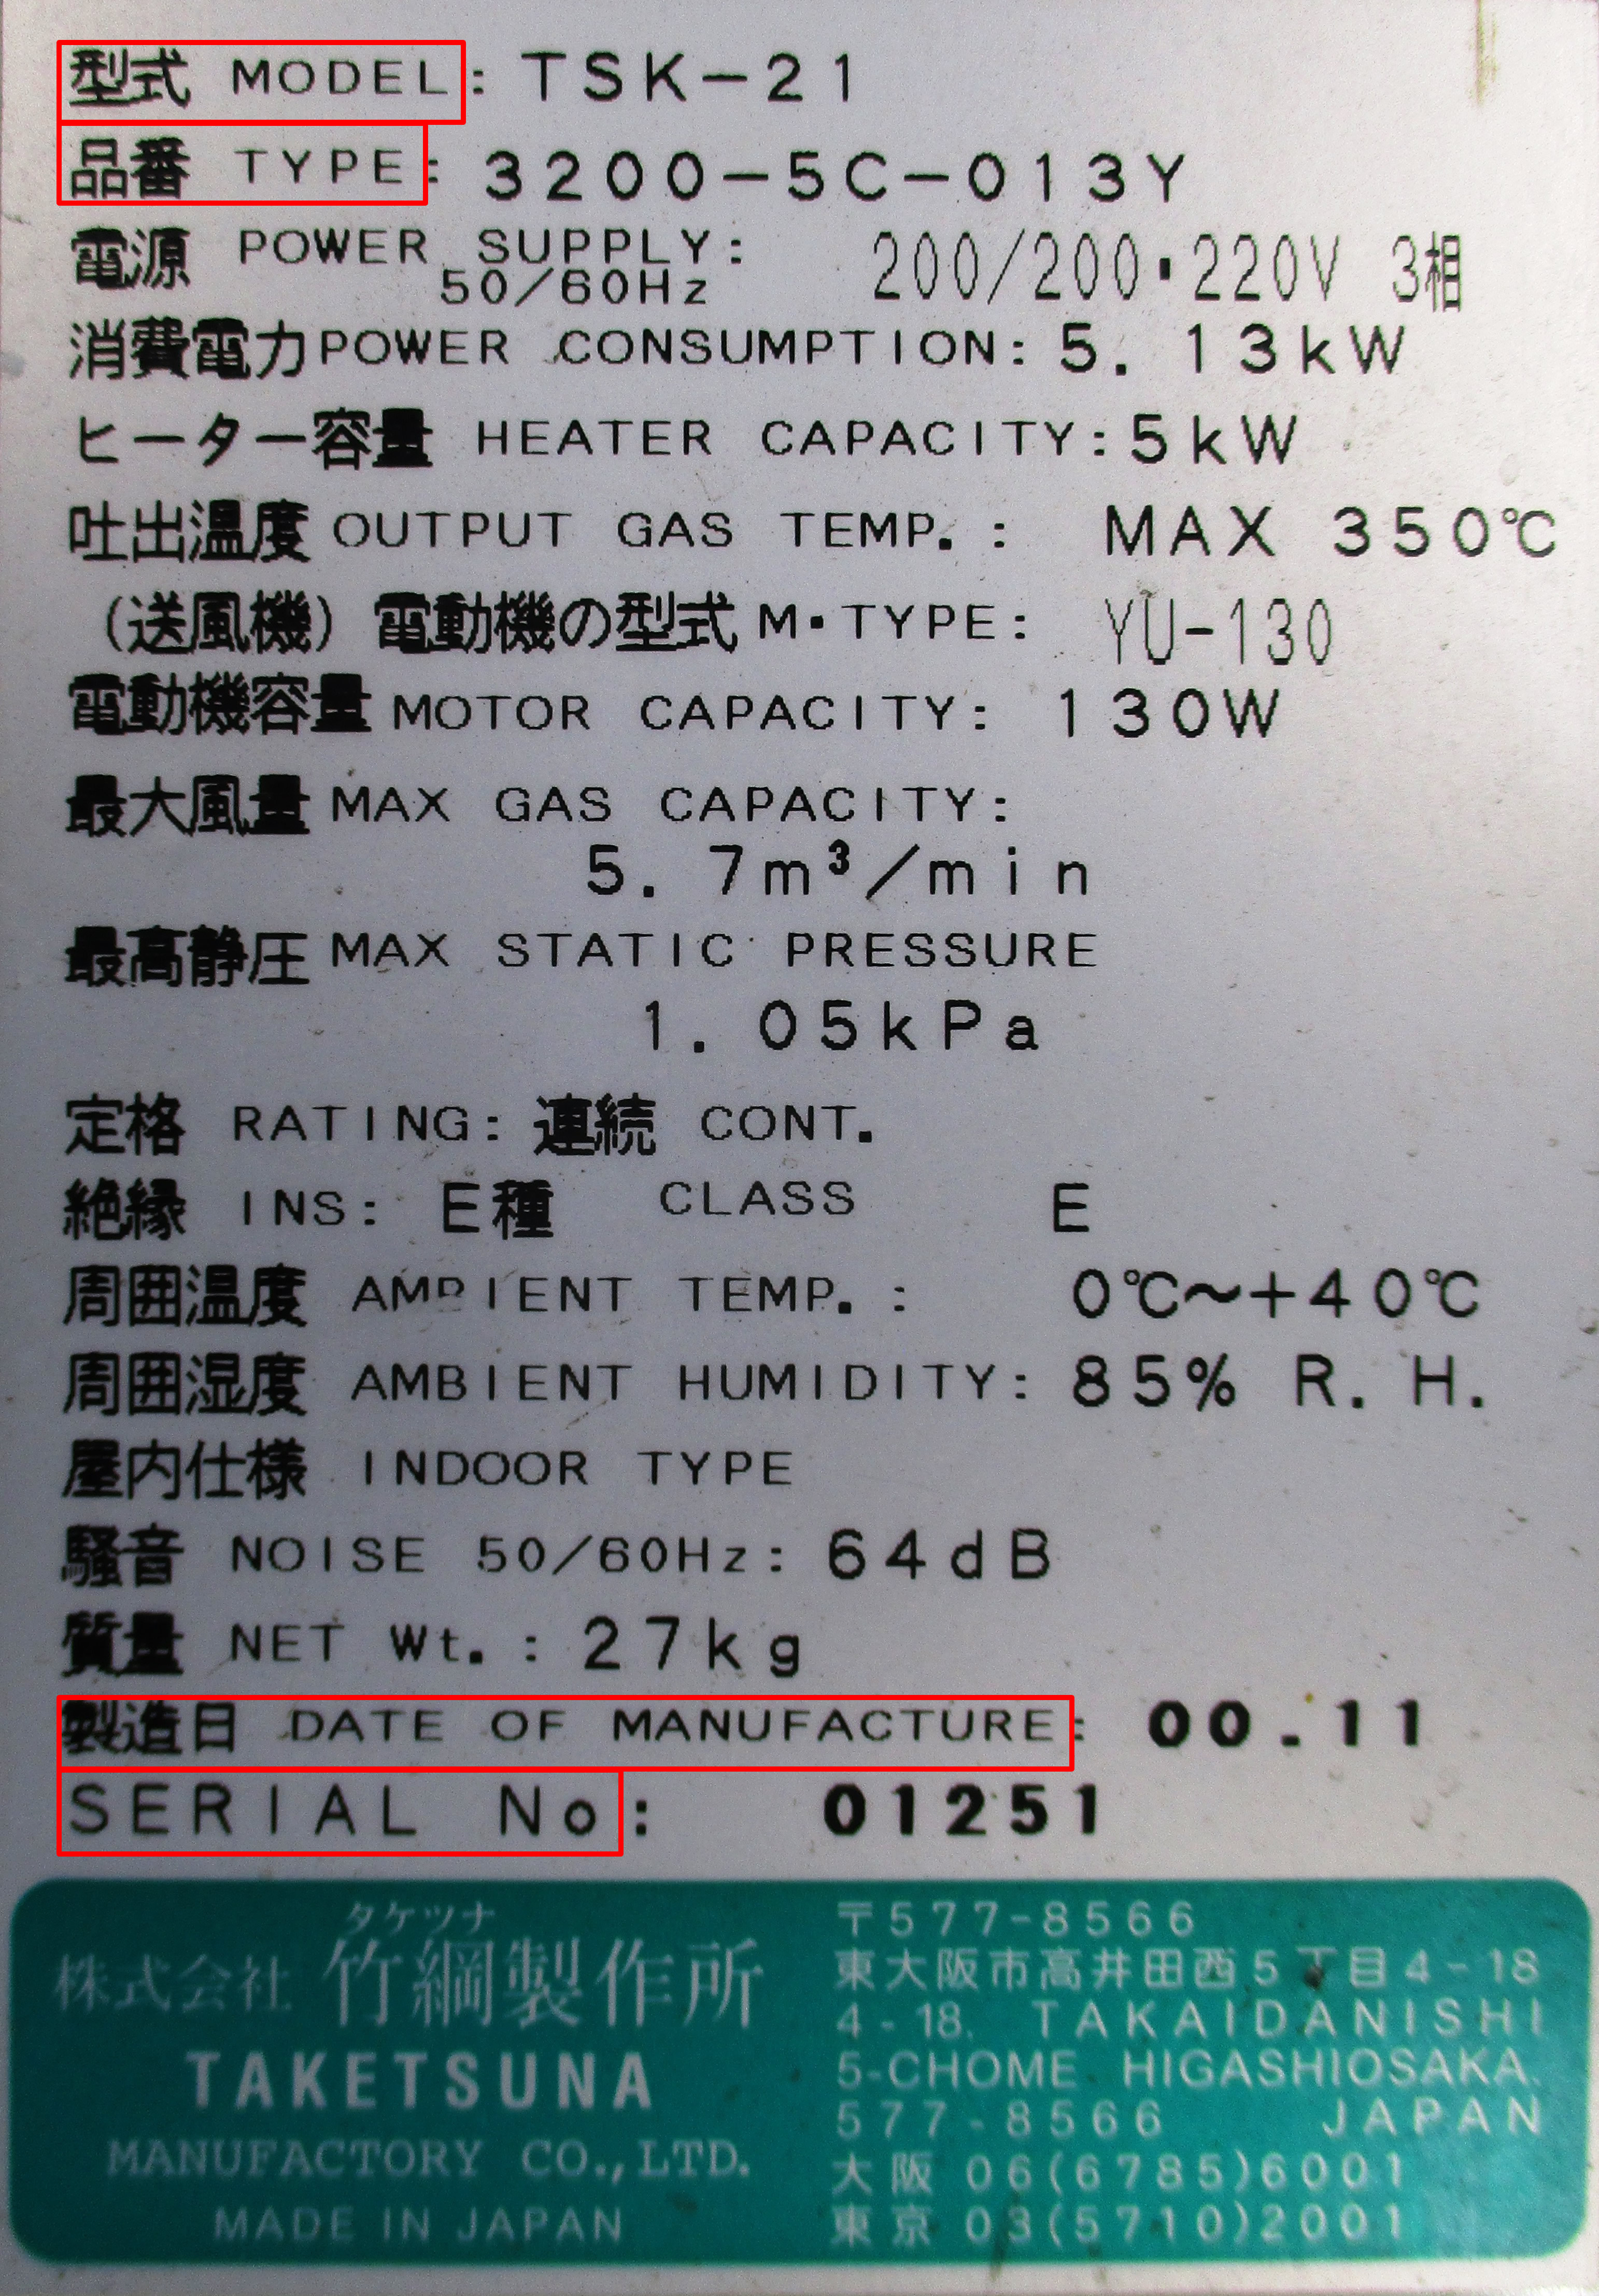 型式 MODEL: TSK-21
品番 TYPE: 3200-5C-013Y
電源 POWER SUPPLY: 200/200・220V 3相
50/60Hz
消費電力 POWER CONSUMPTION: 5.13kW
ヒーター容量 HEATER CAPACITY: 5kW
吐出温度 OUTPUT GAS TEMP.: MAX 350℃
(送風機) 電動機の型式 M・TYPE: YU-130
電動機容量 MOTOR CAPACITY: 130W
最大風量 MAX GAS CAPACITY:
5.7m³/min
最高静圧 MAX STATIC PRESSURE
1.05kPa
定格 RATING: 連続 CONT.
絶縁 INS: E種 CLASS E
周囲温度 AMBIENT TEMP.: 0℃～+40℃
周囲湿度 AMBIENT HUMIDITY: 85% R.H.
屋内仕様 INDOOR TYPE
騒音 NOISE 50/60Hz: 64dB
質量 NET Wt.: 27kg
製造日 DATE OF MANUFACTURE: 00.11
SERIAL No: 01251
タケツナ
株式会社 竹綱製作所
TAKETSUNA
MANUFACTORY CO.,LTD.
MADE IN JAPAN
〒577-8566
東大阪市高井田西5丁目4-18
4-18. TAKAIDANISHI
5-CHOME HIGASHIOSAKA.
577-8566 JAPAN
大阪 06(6785)6001
東京 03(5710)2001